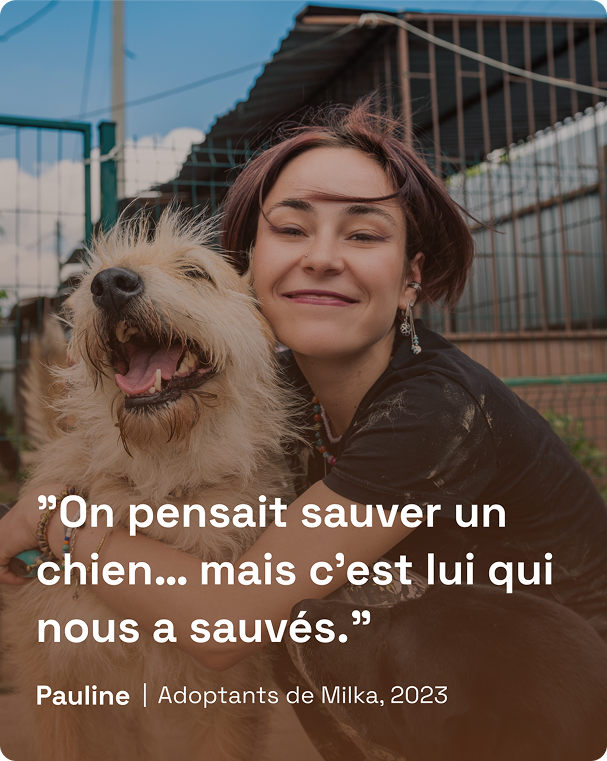 ”On pensait sauver un
chien... mais c’est lui qui
nous a sauvés.”
Pauline | Adoptants de Milka, 2023